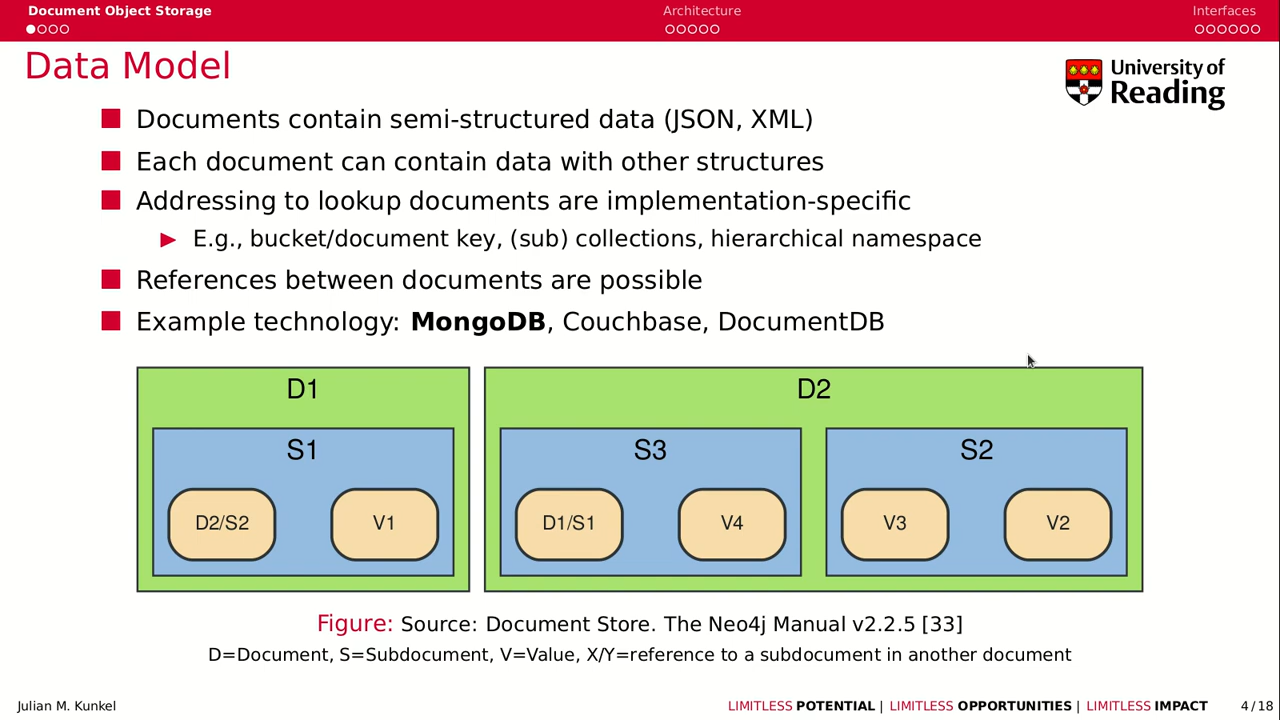 Document Object Storage
Architecture
Interfaces
Data Model
University of
Reading
Documents contain semi-structured data (JSON, XML)
Each document can contain data with other structures
Addressing to lookup documents are implementation-specific
E.g., bucket/document key, (sub) collections, hierarchical namespace
References between documents are possible
Example technology: MongoDB, Couchbase, DocumentDB
D1
D2
S1
S3
S2
D2/S2
V1
D1/S1
V4
V3
V2
Figure: Source: Document Store. The Neo4j Manual v2.2.5 [33]
D=Document, S=Subdocument, V=Value, X/Y=reference to a subdocument in another document
Julian M. Kunkel
LIMITLESS POTENTIAL | LIMITLESS OPPORTUNITIES | LIMITLESS IMPACT
4/18